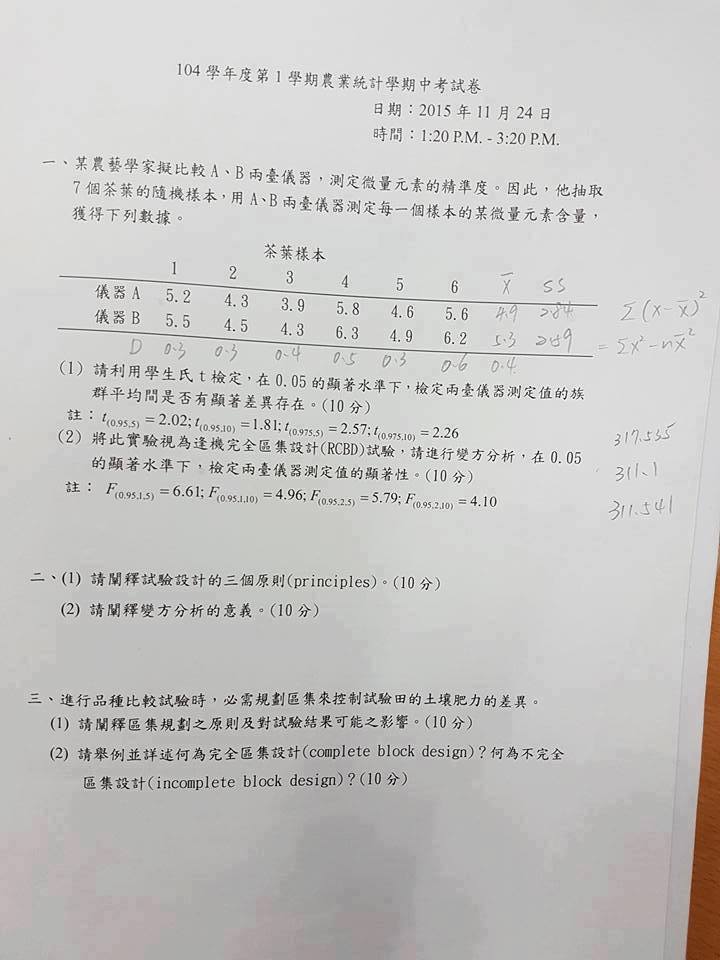 104 學年度第 1 學期農業統計學期中考試卷
日期：2015 年 11 月 24 日
時間：1:20 P.M. - 3:20 P.M.
一、某農藝學家擬比較 A、B 兩臺儀器，測定微量元素的精準度。因此，他抽取
7 個茶葉的隨機樣本，用 A、B 兩臺儀器測定每一個樣本的某微量元素含量，
獲得下列數據。
茶葉樣本
1 2 3 4 5 6 x̄ SS
儀器 A 5.2 4.3 3.9 5.8 4.6 5.6 4.9 2.84 Σ(x-x̄)²
儀器 B 5.5 4.5 4.3 6.3 4.9 6.2 5.3 = Σx²-nx̄²
D 0.3 0.3 0.4 0.5 0.3 0.6 0.4
(1) 請利用學生氏 t 檢定，在 0.05 的顯著水準下，檢定兩臺儀器測定值的族
群平均間是否有顯著差異存在。(10 分)
註：t(0.95,5) = 2.02; t(0.95,10) = 1.81; t(0.975,5) = 2.57; t(0.975,10) = 2.26
317.535
(2) 將此實驗視為逢機完全區集設計(RCBD)試驗，請進行變方分析，在 0.05
的顯著水準下，檢定兩臺儀器測定值的顯著性。(10 分)
311.1
註： F(0.95,1,5) = 6.61; F(0.95,1,10) = 4.96; F(0.95,2,5) = 5.79; F(0.95,2,10) = 4.10
311.541
二、(1) 請闡釋試驗設計的三個原則(principles)。(10 分)
(2) 請闡釋變方分析的意義。(10 分)
三、進行品種比較試驗時，必需規劃區集來控制試驗田的土壤肥力的差異。
(1) 請闡釋區集規劃之原則及對試驗結果可能之影響。(10 分)
(2) 請舉例並詳述何為完全區集設計(complete block design)？何為不完全
區集設計(incomplete block design)？(10 分)